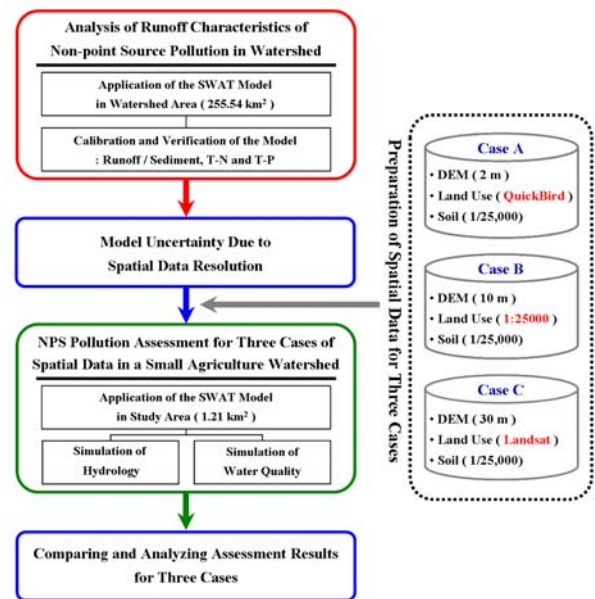 Analysis of Runoff Characteristics of
Non-point Source Pollution in Watershed
Application of the SWAT Model
in Watershed Area ( 255.54 km²)
Calibration and Verification of the Model
: Runoff / Sediment, T-N and T-P
Model Uncertainty Due to
Spatial Data Resolution
NPS Pollution Assessment for Three Cases of
Spatial Data in a Small Agriculture Watershed
Application of the SWAT Model
in Study Area ( 1.21 km²)
Simulation of
Hydrology
Simulation of
Water Quality
Comparing and Analyzing Assessment Results
for Three Cases
Preparation of Spatial Data for Three Cases
Case A
• DEM ( 2 m )
• Land Use ( QuickBird )
• Soil ( 1/25,000)
Case B
• DEM ( 10 m )
• Land Use ( 1:25000 )
• Soil ( 1/25,000)
Case C
• DEM ( 30 m )
• Land Use ( Landsat )
• Soil ( 1/25,000)